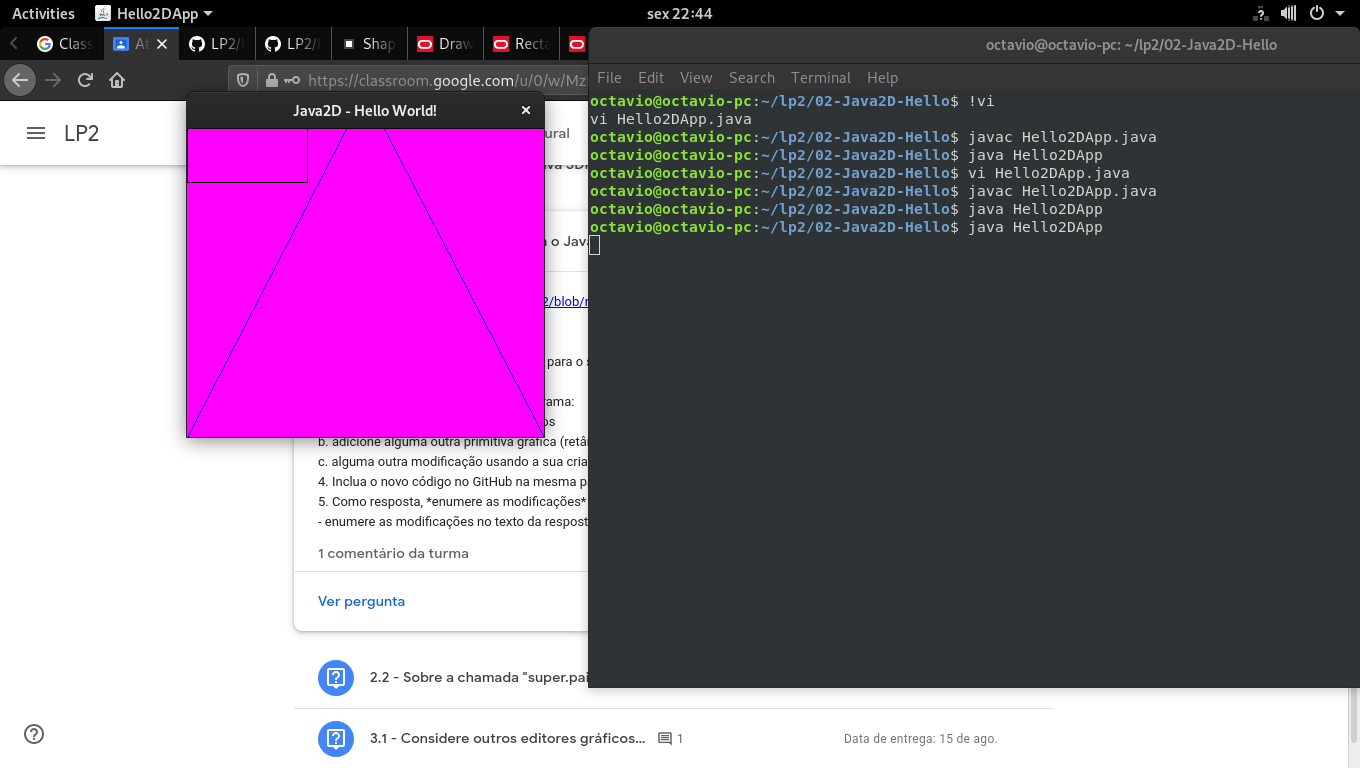 Activities Hello2DApp sex 22:44
Class At LP2/ LP2/ Shap Draw Recta
https://classroom.google.com/u/0/w/Mz
LP2
ural
Java2D - Hello World!
o Java
2/blob/r
para o s
rama:
os
b. adicione alguma outra primitiva gráfica (retân
c. alguma outra modificação usando a sua cria
4. Inclua o novo código no GitHub na mesma p
5. Como resposta, *enumere as modificações*
- enumere as modificações no texto da respost
1 comentário da turma
Ver pergunta
2.2 - Sobre a chamada "super.pai
3.1 - Considere outros editores gráficos... 1 Data de entrega: 15 de ago.
octavio@octavio-pc: ~/lp2/02-Java2D-Hello
File Edit View Search Terminal Help
octavio@octavio-pc:~/lp2/02-Java2D-Hello$ !vi
vi Hello2DApp.java
octavio@octavio-pc:~/lp2/02-Java2D-Hello$ javac Hello2DApp.java
octavio@octavio-pc:~/lp2/02-Java2D-Hello$ java Hello2DApp
octavio@octavio-pc:~/lp2/02-Java2D-Hello$ vi Hello2DApp.java
octavio@octavio-pc:~/lp2/02-Java2D-Hello$ javac Hello2DApp.java
octavio@octavio-pc:~/lp2/02-Java2D-Hello$ java Hello2DApp
octavio@octavio-pc:~/lp2/02-Java2D-Hello$ java Hello2DApp